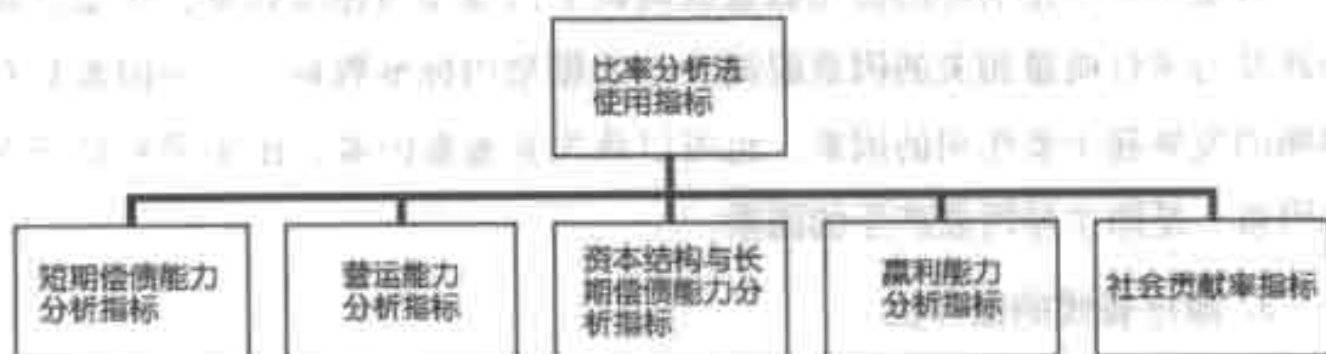 比率分析法
使用指标
短期偿债能力
分析指标
营运能力
分析指标
资本结构与长
期偿债能力分
析指标
赢利能力
分析指标
社会贡献率指标